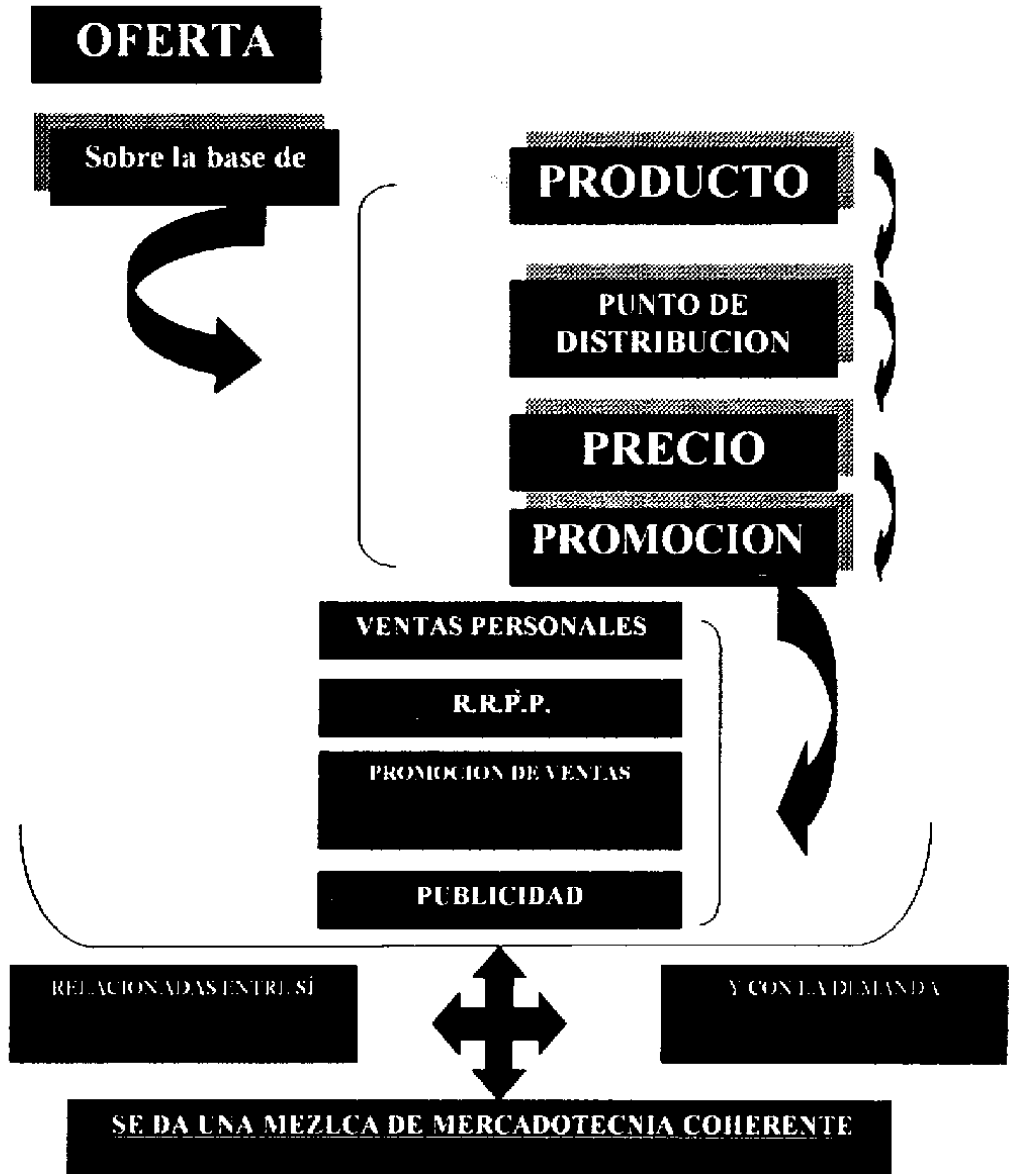 OFERTA
Sobre la base de
PRODUCTO
PUNTO DE
DISTRIBUCION
PRECIO
PROMOCION
VENTAS PERSONALES
R.R.P.P.
PROMOCION DE VENTAS
PUBLICIDAD
RELACIONADAS ENTRE SÍ
Y CON LA DEMANDA
SE DA UNA MEZLCA DE MERCADOTECNIA COHERENTE